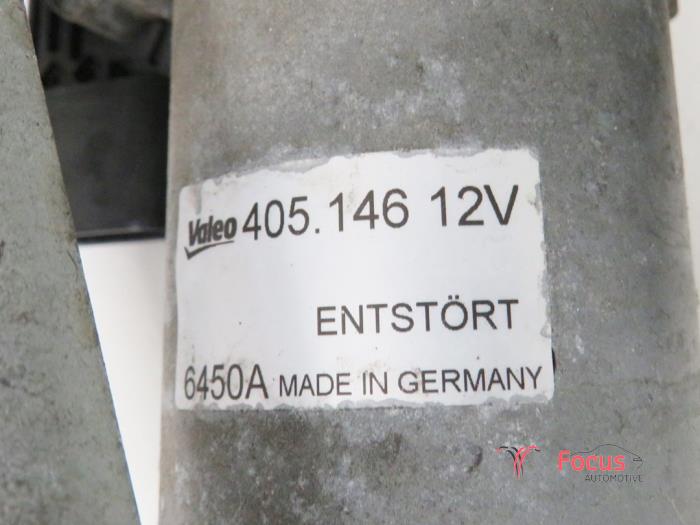 Valeo 405.146 12V
ENTSTÖRT
6450A MADE IN GERMANY
Focus
AUTOMOTIVE